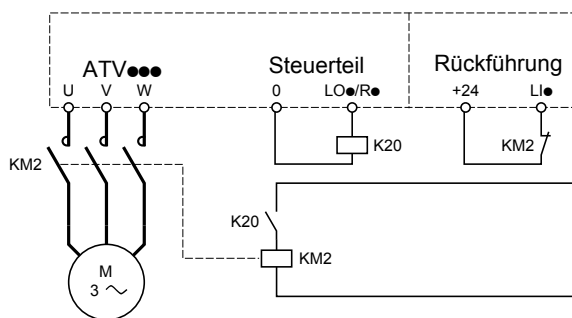 ATV●●● Steuerteil Rückführung
U V W 0 LO●/R● +24 LI●
KM2 K20 KM2
K20
KM2
M
3